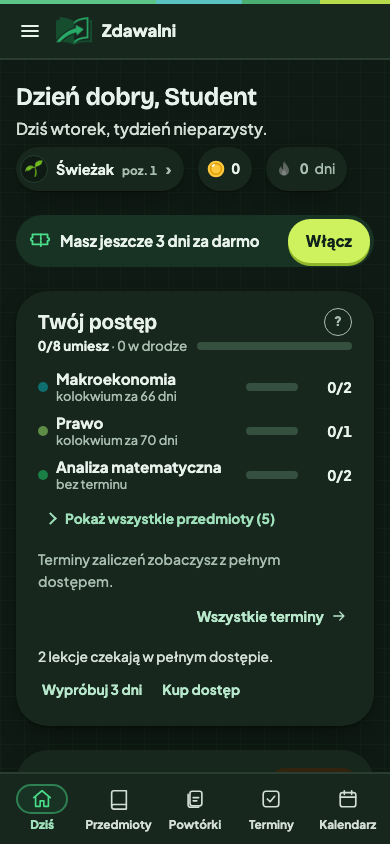 Zdawalni
Dzień dobry, Student
Dziś wtorek, tydzień nieparzysty.
Świeżak poz. 1 › 0 0 dni
Masz jeszcze 3 dni za darmo Włącz
Twój postęp ?
0/8 umiesz · 0 w drodze
Makroekonomia 0/2
kolokwium za 66 dni
Prawo 0/1
kolokwium za 70 dni
Analiza matematyczna 0/2
bez terminu
Pokaż wszystkie przedmioty (5)
Terminy zaliczeń zobaczysz z pełnym
dostępem.
Wszystkie terminy →
2 lekcje czekają w pełnym dostępie.
Wypróbuj 3 dni Kup dostęp
Dziś Przedmioty Powtórki Terminy Kalendarz